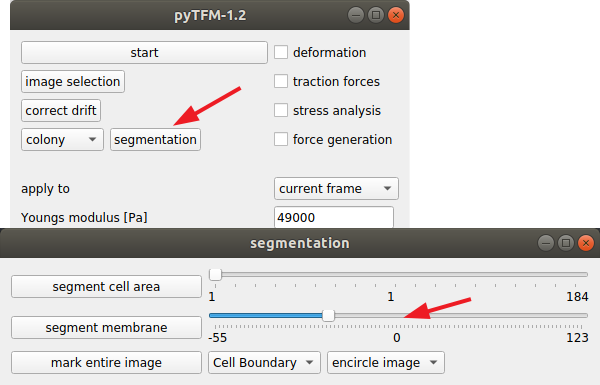 pyTFM-1.2
start
deformation
image selection
traction forces
correct drift
stress analysis
colony segmentation
force generation
apply to
current frame
Youngs modulus [Pa]
49000
segmentation
segment cell area
1 1 184
segment membrane
-55 0 123
mark entire image
Cell Boundary
encircle image